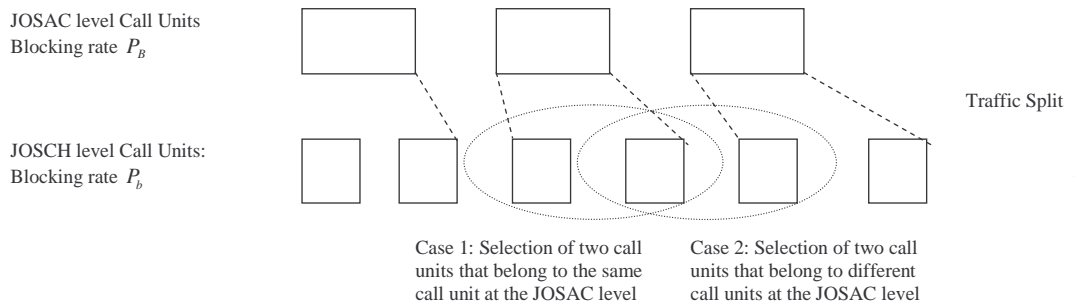 JOSAC level Call Units
Blocking rate P_B
Traffic Split
JOSCH level Call Units:
Blocking rate P_b
Case 1: Selection of two call
units that belong to the same
call unit at the JOSAC level
Case 2: Selection of two call
units that belong to different
call units at the JOSAC level